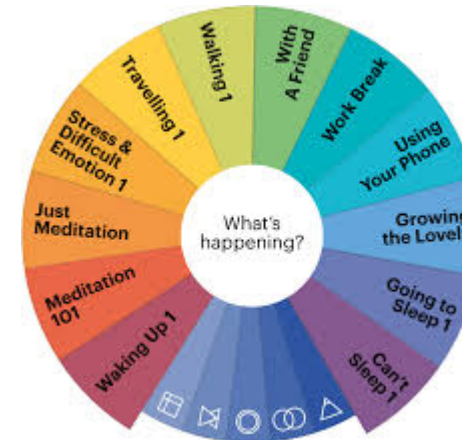 What's
happening?
Waking Up 1
Meditation
101
Just
Meditation
Stress &
Difficult
Emotion 1
Travelling 1
Walking 1
With
A Friend
Work Break
Using
Your Phone
Growing
the Lovel
Going to
Sleep 1
Can't
Sleep 1